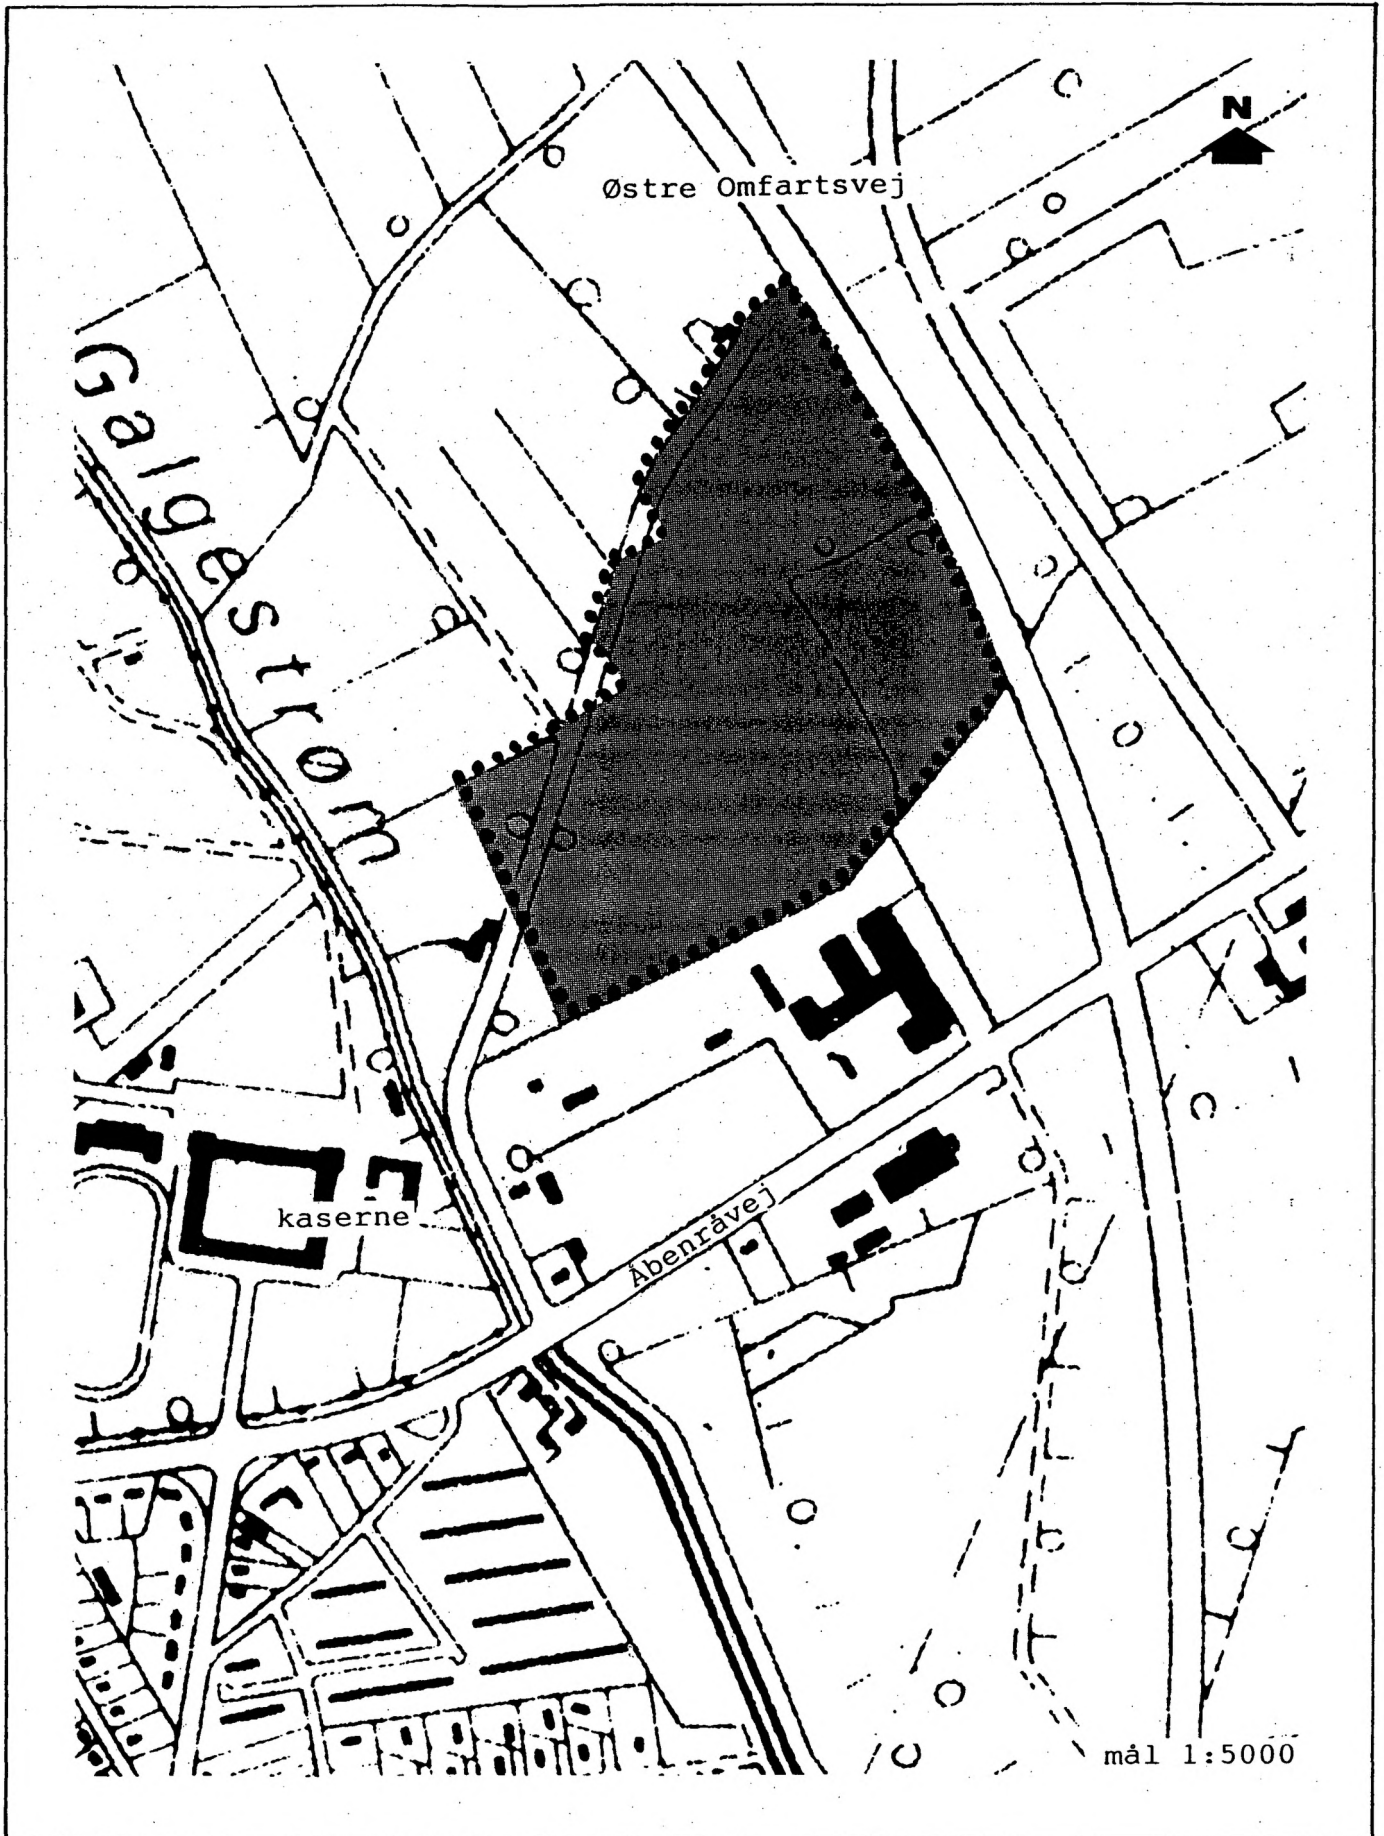 N
Østre Omfartsvej
Galgestrøm
kaserne
Åbenråvej
mål 1:5000